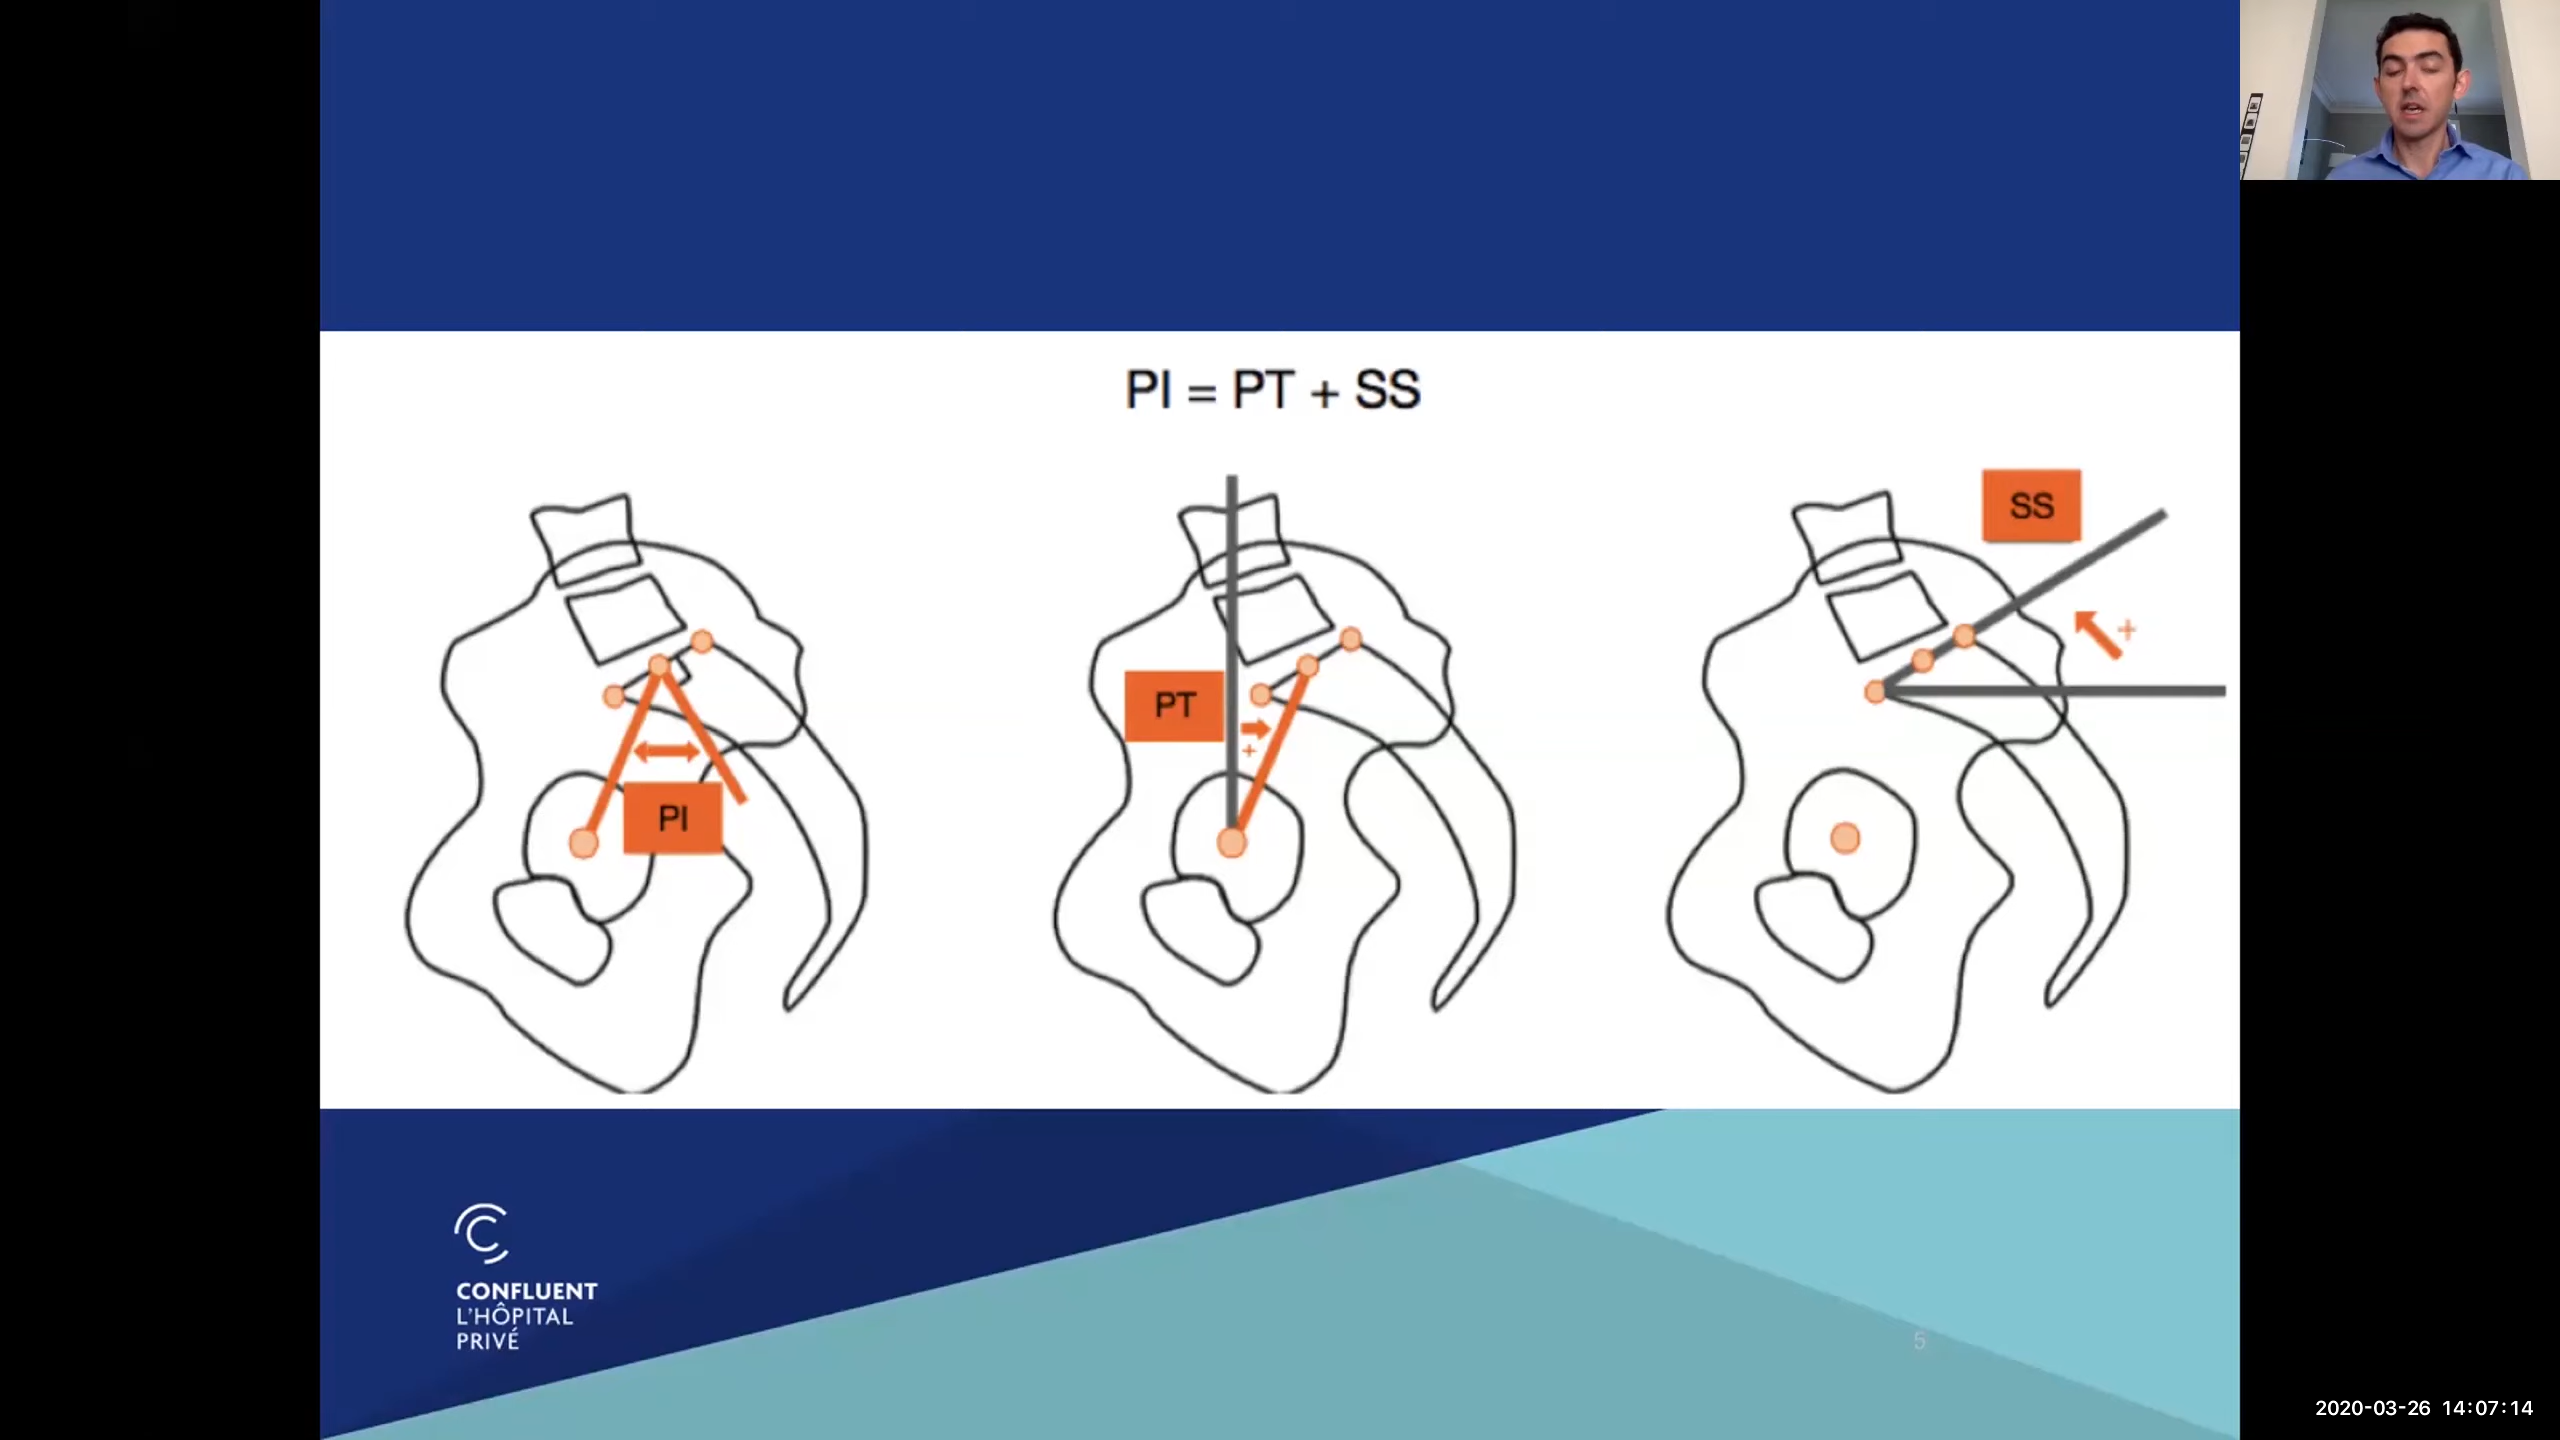 PI = PT + SS
SS
PT
+
+
PI
CONFLUENT
L'HÔPITAL
PRIVÉ
5
2020-03-26 14:07:14